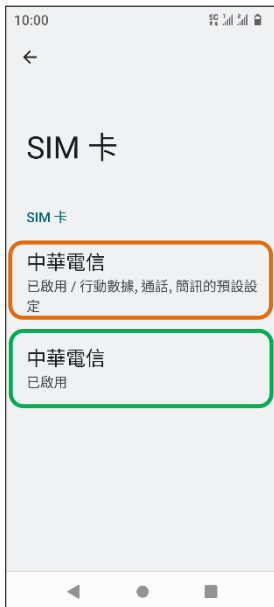 10:00
5G
SIM 卡
SIM 卡
中華電信
已啟用 / 行動數據, 通話, 簡訊的預設設
定
中華電信
已啟用